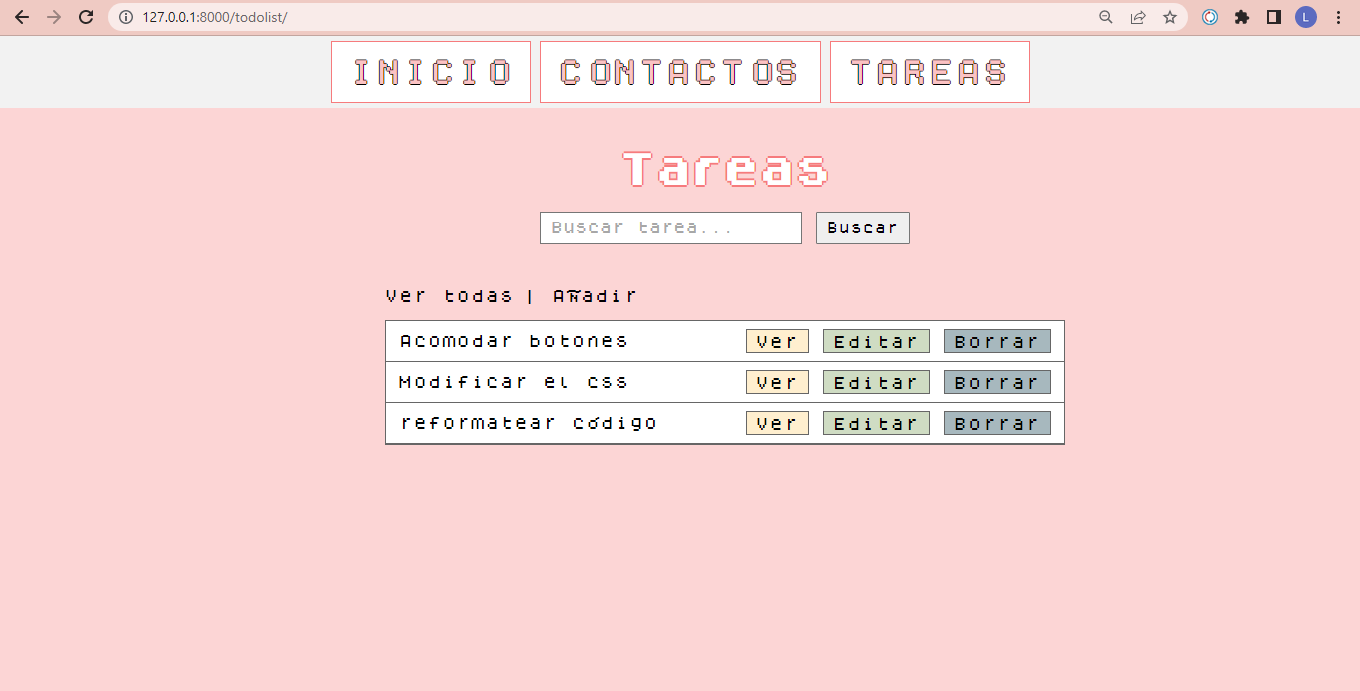 127.0.0.1:8000/todolist/
L
INICIO CONTACTOS TAREAS
Tareas
Buscar tarea... Buscar
Ver todas | Añadir
Acomodar botones Ver Editar Borrar
Modificar el css Ver Editar Borrar
reformatear código Ver Editar Borrar